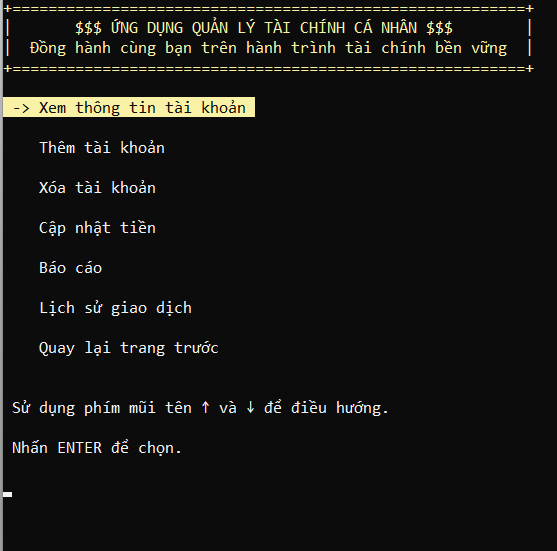 +=========================================================+
| $$$ ỨNG DỤNG QUẢN LÝ TÀI CHÍNH CÁ NHÂN $$$ |
| Đồng hành cùng bạn trên hành trình tài chính bền vững |
+=========================================================+
-> Xem thông tin tài khoản
Thêm tài khoản
Xóa tài khoản
Cập nhật tiền
Báo cáo
Lịch sử giao dịch
Quay lại trang trước
Sử dụng phím mũi tên ↑ và ↓ để điều hướng.
Nhấn ENTER để chọn.